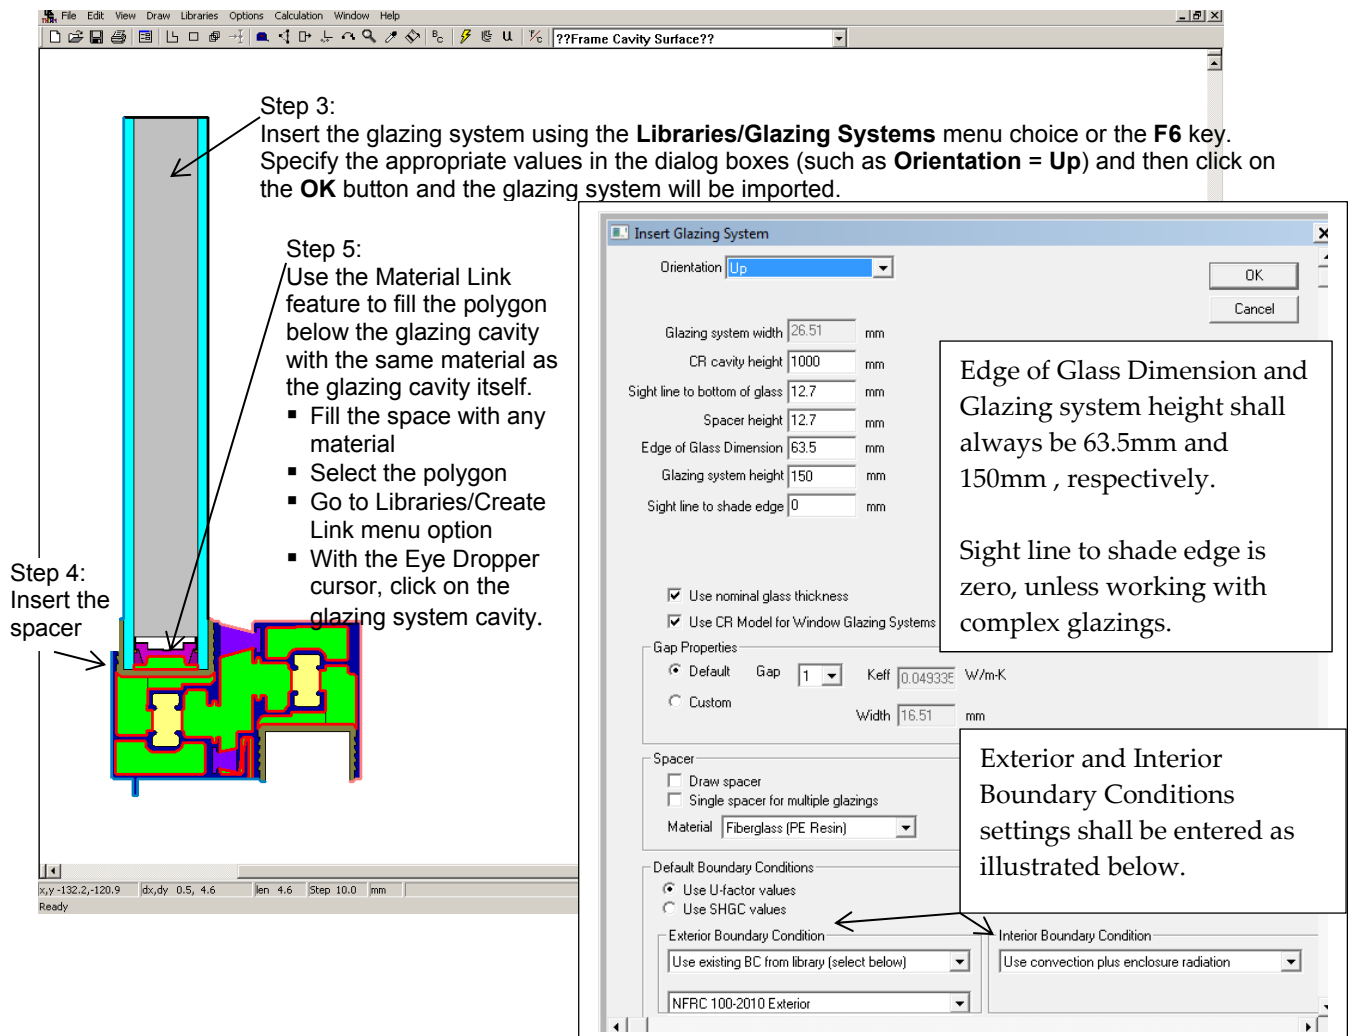 File Edit View Draw Libraries Options Calculation Window Help
??Frame Cavity Surface??
Step 3:
Insert the glazing system using the Libraries/Glazing Systems menu choice or the F6 key.
Specify the appropriate values in the dialog boxes (such as Orientation = Up) and then click on
the OK button and the glazing system will be imported.
Step 5:
Use the Material Link
feature to fill the polygon
below the glazing cavity
with the same material as
the glazing cavity itself.
▪ Fill the space with any
material
▪ Select the polygon
▪ Go to Libraries/Create
Link menu option
▪ With the Eye Dropper
cursor, click on the
glazing system cavity.
Step 4:
Insert the
spacer
x,y -132.2,-120.9 dx,dy 0.5, 4.6 len 4.6 Step 10.0 mm
Ready
Insert Glazing System
Orientation Up
OK
Cancel
Glazing system width 26.51 mm
CR cavity height 1000 mm
Sight line to bottom of glass 12.7 mm
Spacer height 12.7 mm
Edge of Glass Dimension 63.5 mm
Glazing system height 150 mm
Sight line to shade edge 0 mm
Use nominal glass thickness
Use CR Model for Window Glazing Systems
Gap Properties
Default Gap 1 Keff 0.049335 W/m-K
Custom
Width 16.51 mm
Spacer
Draw spacer
Single spacer for multiple glazings
Material Fiberglass (PE Resin)
Default Boundary Conditions
Use U-factor values
Use SHGC values
Exterior Boundary Condition
Use existing BC from library (select below)
NFRC 100-2010 Exterior
Interior Boundary Condition
Use convection plus enclosure radiation
Edge of Glass Dimension and
Glazing system height shall
always be 63.5mm and
150mm , respectively.
Sight line to shade edge is
zero, unless working with
complex glazings.
Exterior and Interior
Boundary Conditions
settings shall be entered as
illustrated below.